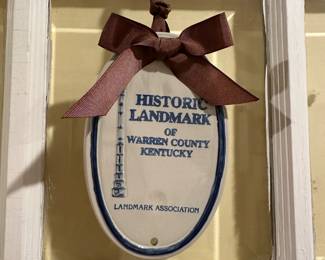 HISTORIC
LANDMARK
OF
WARREN COUNTY
KENTUCKY
LANDMARK ASSOCIATION